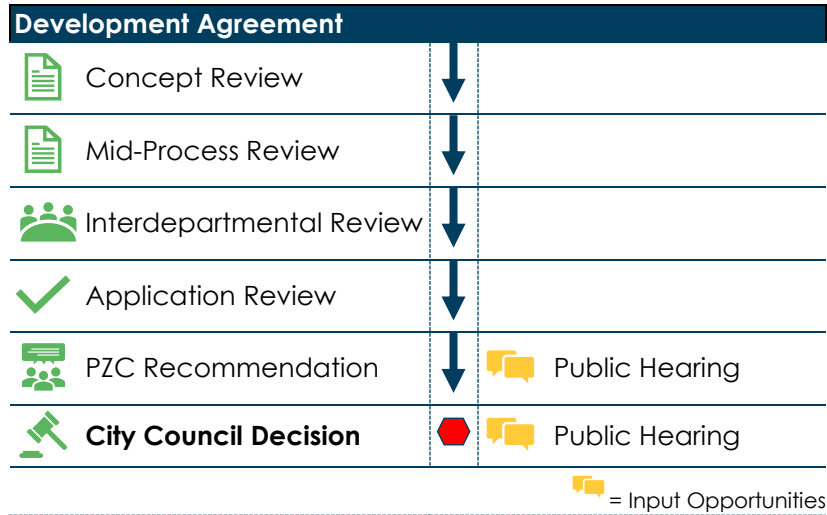 Development Agreement
Concept Review
Mid-Process Review
Interdepartmental Review
Application Review
PZC Recommendation Public Hearing
City Council Decision Public Hearing
= Input Opportunities